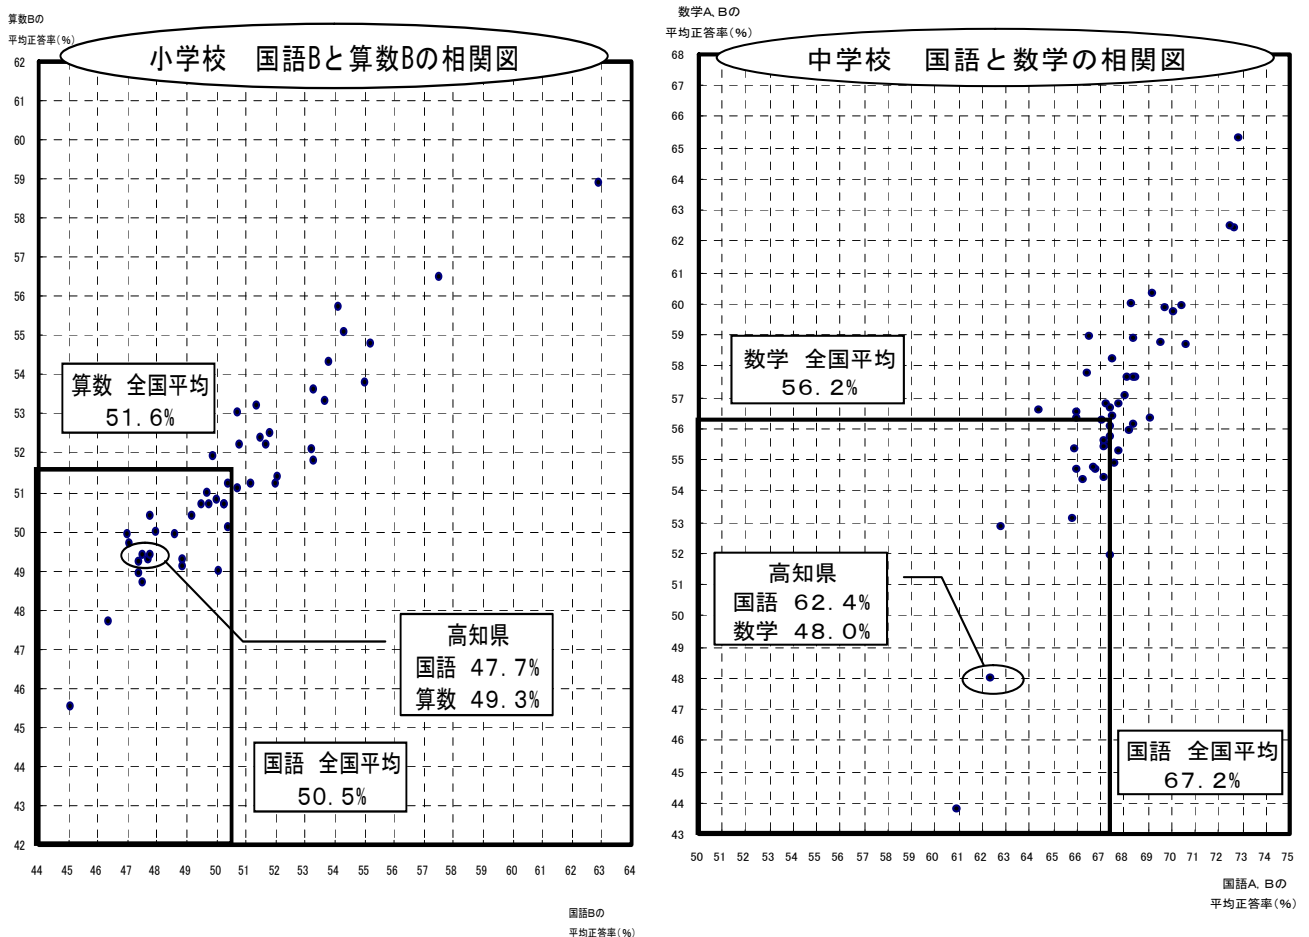 算数Bの
平均正答率(%)
小学校　国語Bと算数Bの相関図
62
61
60
59
58
57
56
55
54
53
52
51
50
49
48
47
46
45
44
43
42
算数　全国平均
51.6%
高知県
国語 47.7%
算数 49.3%
国語　全国平均
50.5%
44 45 46 47 48 49 50 51 52 53 54 55 56 57 58 59 60 61 62 63 64
国語Bの
平均正答率(%)
数学A,Bの
平均正答率(%)
中学校　国語と数学の相関図
68
67
66
65
64
63
62
61
60
59
58
57
56
55
54
53
52
51
50
49
48
47
46
45
44
43
数学　全国平均
56.2%
高知県
国語 62.4%
数学 48.0%
国語　全国平均
67.2%
50 51 52 53 54 55 56 57 58 59 60 61 62 63 64 65 66 67 68 69 70 71 72 73 74 75
国語A,Bの
平均正答率(%)